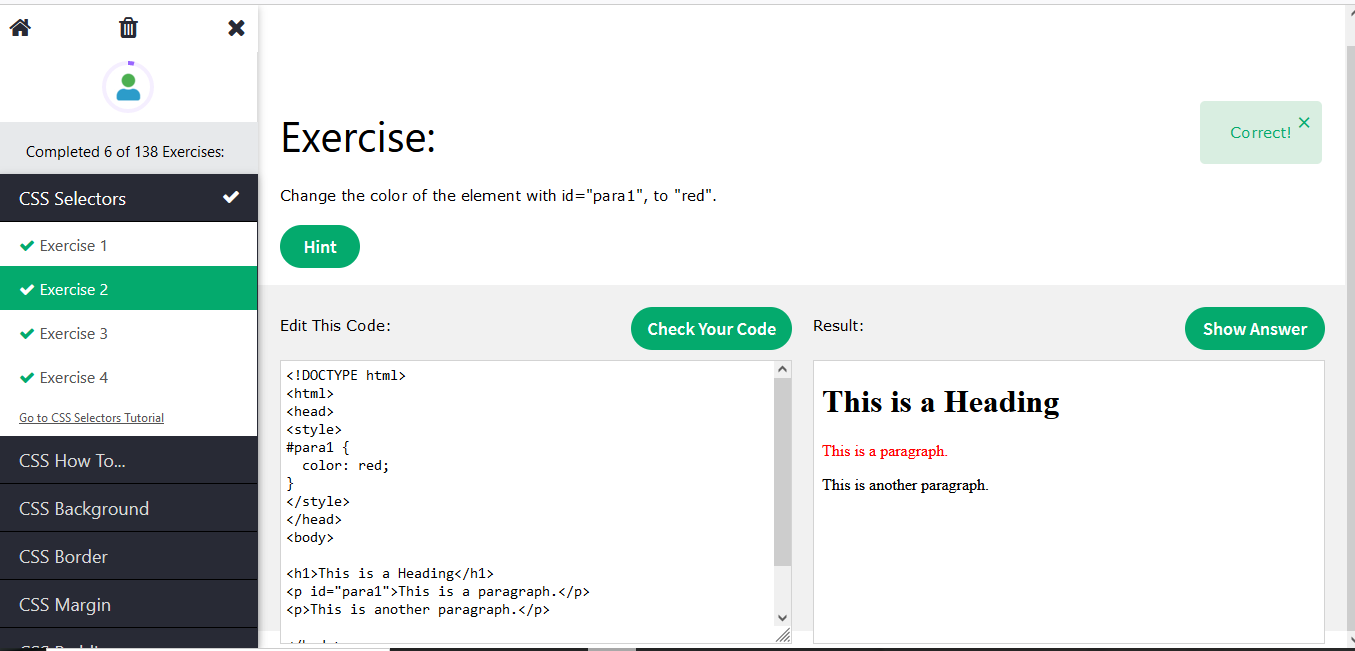 Completed 6 of 138 Exercises:
CSS Selectors
Exercise 1
Exercise 2
Exercise 3
Exercise 4
Go to CSS Selectors Tutorial
CSS How To...
CSS Background
CSS Border
CSS Margin
Correct!
Exercise:
Change the color of the element with id="para1", to "red".
Hint
Edit This Code:
Check Your Code
<!DOCTYPE html>
<html>
<head>
<style>
#para1 {
  color: red;
}
</style>
</head>
<body>

<h1>This is a Heading</h1>
<p id="para1">This is a paragraph.</p>
<p>This is another paragraph.</p>

Result:
Show Answer
This is a Heading
This is a paragraph.
This is another paragraph.